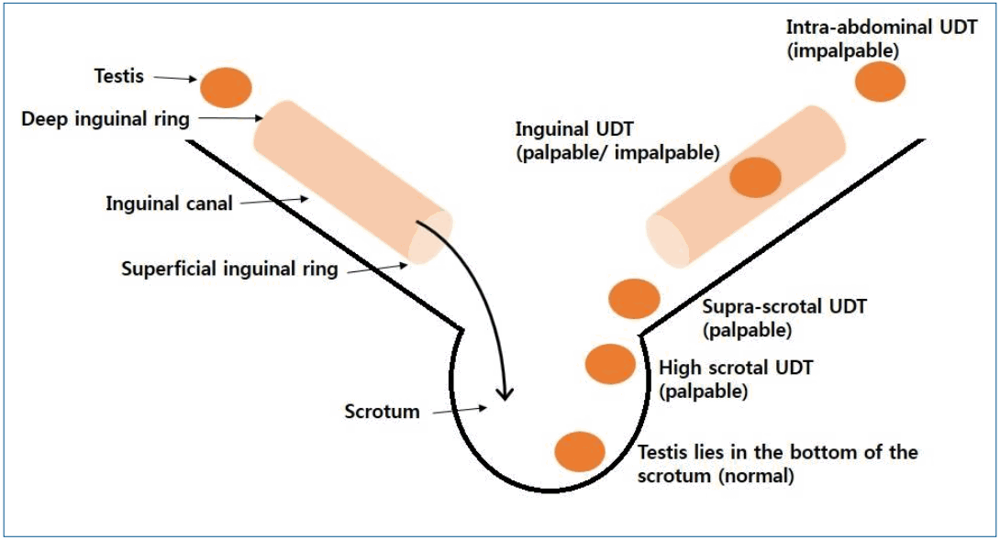 Testis
Deep inguinal ring
Inguinal canal
Superficial inguinal ring
Scrotum
Intra-abdominal UDT
(impalpable)
Inguinal UDT
(palpable/ impalpable)
Supra-scrotal UDT
(palpable)
High scrotal UDT
(palpable)
Testis lies in the bottom of the
scrotum (normal)